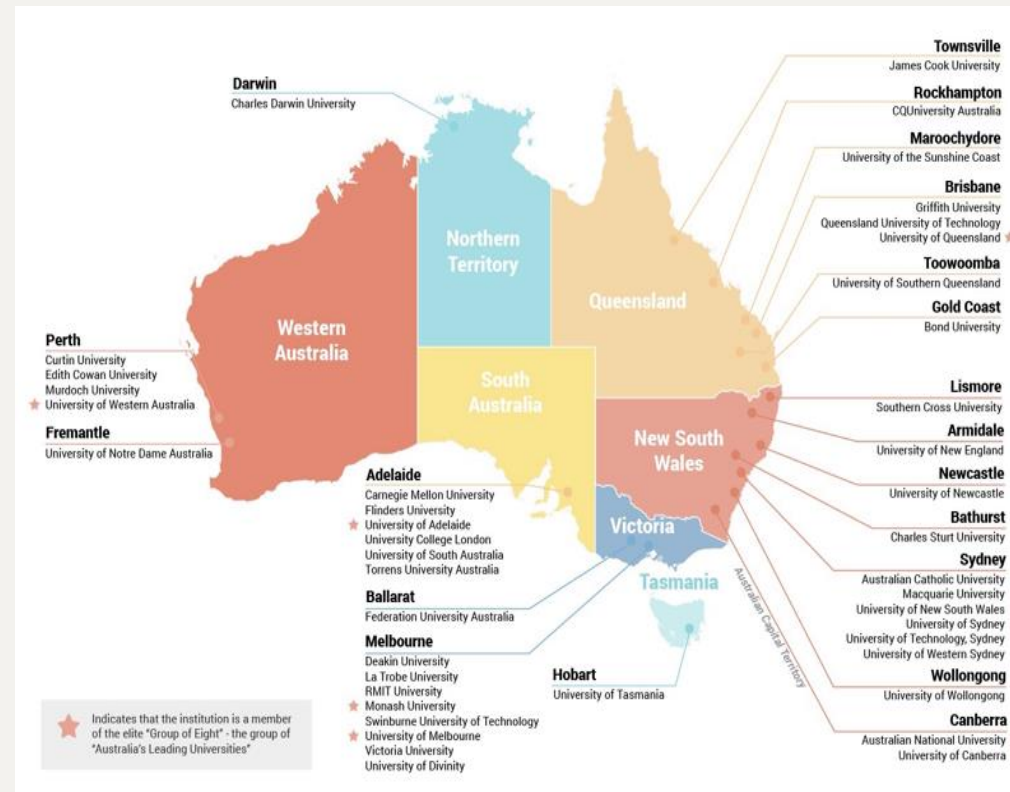 Darwin
Charles Darwin University
Townsville
James Cook University
Rockhampton
CQUniversity Australia
Maroochydore
University of the Sunshine Coast
Brisbane
Griffith University
Queensland University of Technology
University of Queensland
Toowoomba
University of Southern Queensland
Gold Coast
Bond University
Northern
Territory
Queensland
Western
Australia
South
Australia
New South
Wales
Victoria
Tasmania
Australian Capital Territory
Perth
Curtin University
Edith Cowan University
Murdoch University
University of Western Australia
Fremantle
University of Notre Dame Australia
Adelaide
Carnegie Mellon University
Flinders University
University of Adelaide
University College London
University of South Australia
Torrens University Australia
Ballarat
Federation University Australia
Melbourne
Deakin University
La Trobe University
RMIT University
Monash University
Swinburne University of Technology
University of Melbourne
Victoria University
University of Divinity
Hobart
University of Tasmania
Lismore
Southern Cross University
Armidale
University of New England
Newcastle
University of Newcastle
Bathurst
Charles Sturt University
Sydney
Australian Catholic University
Macquarie University
University of New South Wales
University of Sydney
University of Technology, Sydney
University of Western Sydney
Wollongong
University of Wollongong
Canberra
Australian National University
University of Canberra
Indicates that the institution is a member
of the elite "Group of Eight" - the group of
"Australia's Leading Universities"